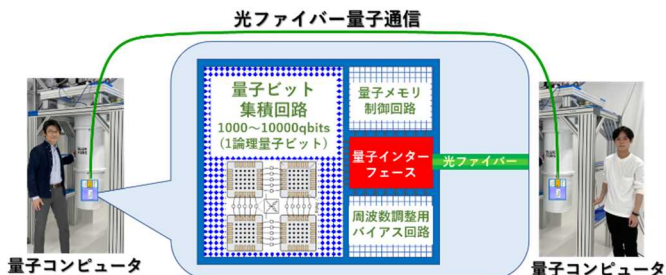 光ファイバー量子通信
量子ビット
集積回路
1000～10000qbits
（1論理量子ビット）
量子メモリ
制御回路
量子インター
フェース
光ファイバー
周波数調整用
バイアス回路
量子コンピュータ
量子コンピュータ